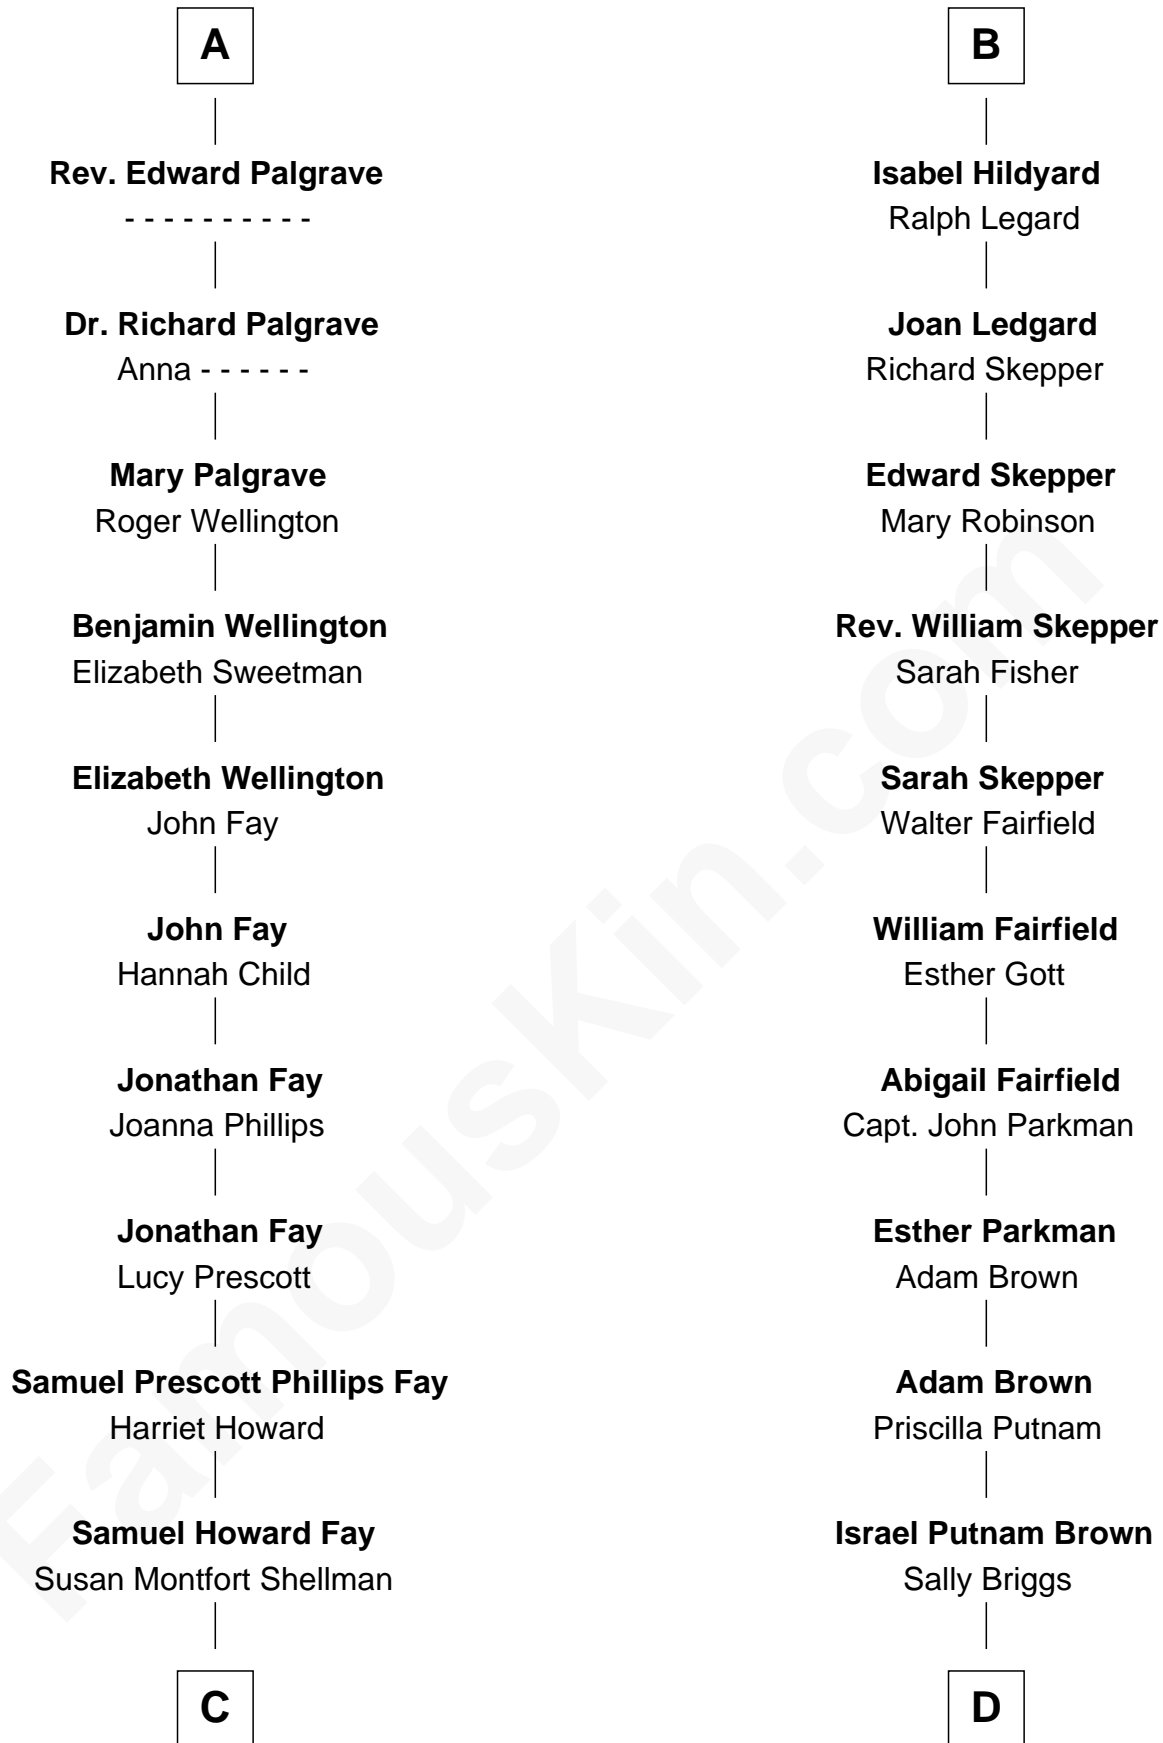 A
Rev. Edward Palgrave
- - - - - - - - - -
Dr. Richard Palgrave
Anna - - - - - -
Mary Palgrave
Roger Wellington
Benjamin Wellington
Elizabeth Sweetman
Elizabeth Wellington
John Fay
John Fay
Hannah Child
Jonathan Fay
Joanna Phillips
Jonathan Fay
Lucy Prescott
Samuel Prescott Phillips Fay
Harriet Howard
Samuel Howard Fay
Susan Montfort Shellman
C
B
Isabel Hildyard
Ralph Legard
Joan Ledgard
Richard Skepper
Edward Skepper
Mary Robinson
Rev. William Skepper
Sarah Fisher
Sarah Skepper
Walter Fairfield
William Fairfield
Esther Gott
Abigail Fairfield
Capt. John Parkman
Esther Parkman
Adam Brown
Adam Brown
Priscilla Putnam
Israel Putnam Brown
Sally Briggs
D
FamousKin.com